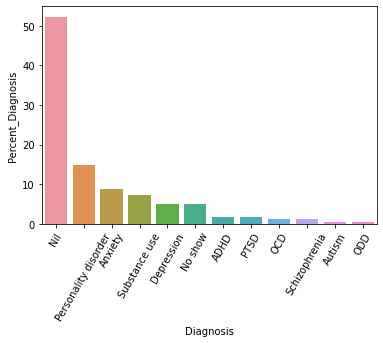 50
40
30
20
10
0
Percent_Diagnosis
Nil
Personality disorder
Anxiety
Substance use
Depression
No show
ADHD
PTSD
OCD
Schizophrenia
Autism
ODD
Diagnosis